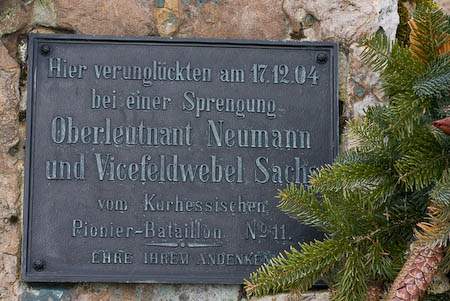 Hier verunglückten am 17.12.04
bei einer Sprengung
Oberleutnant Neumann
und Vicefeldwebel
vom Kurhessischen
Pionier-Bataillon No 11.
EHRE IHREM ANDENKEN